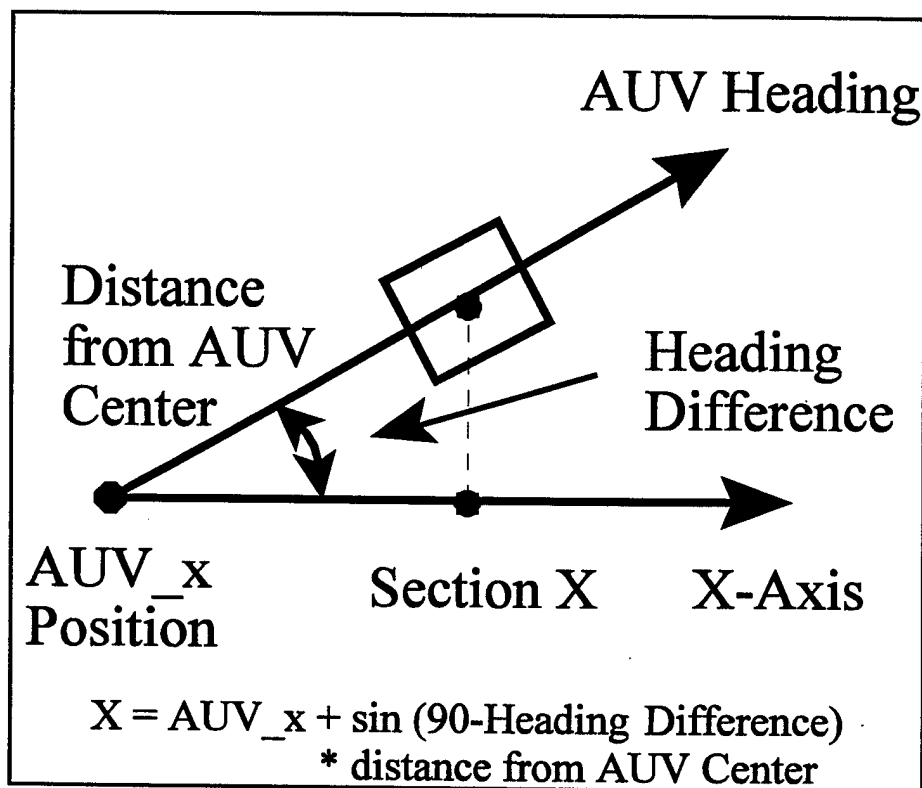 AUV Heading
Distance
from AUV
Center
Heading
Difference
AUV_x
Position
Section X
X-Axis
X = AUV_x + sin (90-Heading Difference)
* distance from AUV Center